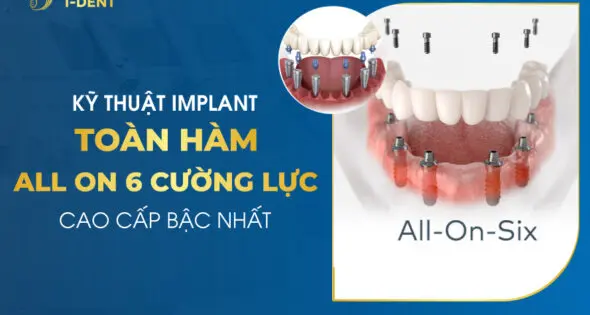 I-DENT
KỸ THUẬT IMPLANT
TOÀN HÀM
ALL ON 6 CƯỜNG LỰC
CAO CẤP BẬC NHẤT
All-On-Six